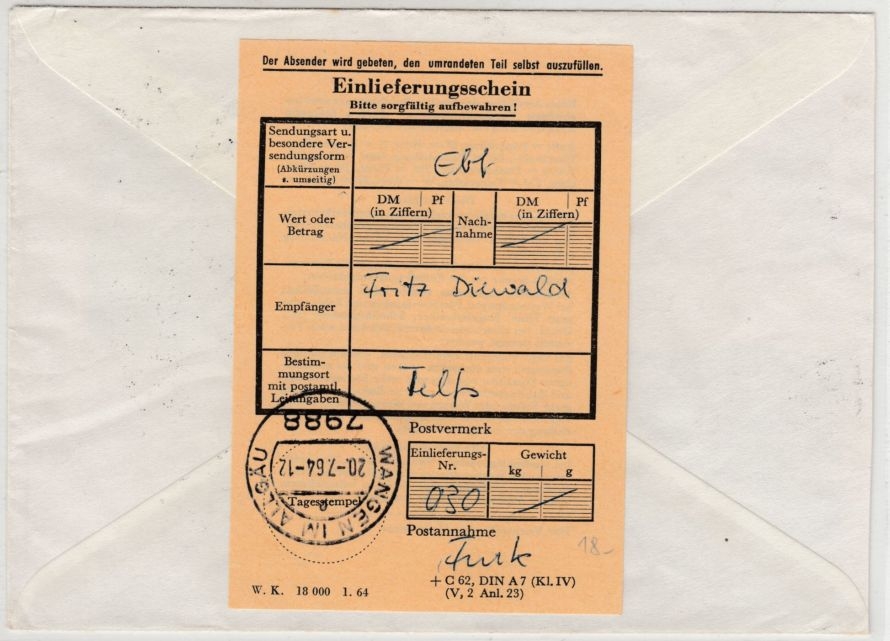 Der Absender wird gebeten, den umrandeten Teil selbst auszufüllen.
Einlieferungsschein
Bitte sorgfältig aufbewahren!
Sendungsart u.
besondere Ver-
sendungsform
(Abkürzungen
s. umseitig)
Ebf
Wert oder
Betrag
DM
(in Ziffern)
Pf
Nach-
nahme
DM
(in Ziffern)
Pf
Empfänger
Fritz Diewald
Bestim-
mungsort
mit postamtl.
Leitangaben
Telfs
Postvermerk
7988
WANGEN IM ALLGÄU
20.-7.64-12
Tagesstempel
Einlieferungs-
Nr.
Gewicht
kg
g
030
Postannahme
Funk
18-
+ C 62, DIN A 7 (Kl. IV)
(V, 2 Anl. 23)
W. K. 18 000 1. 64